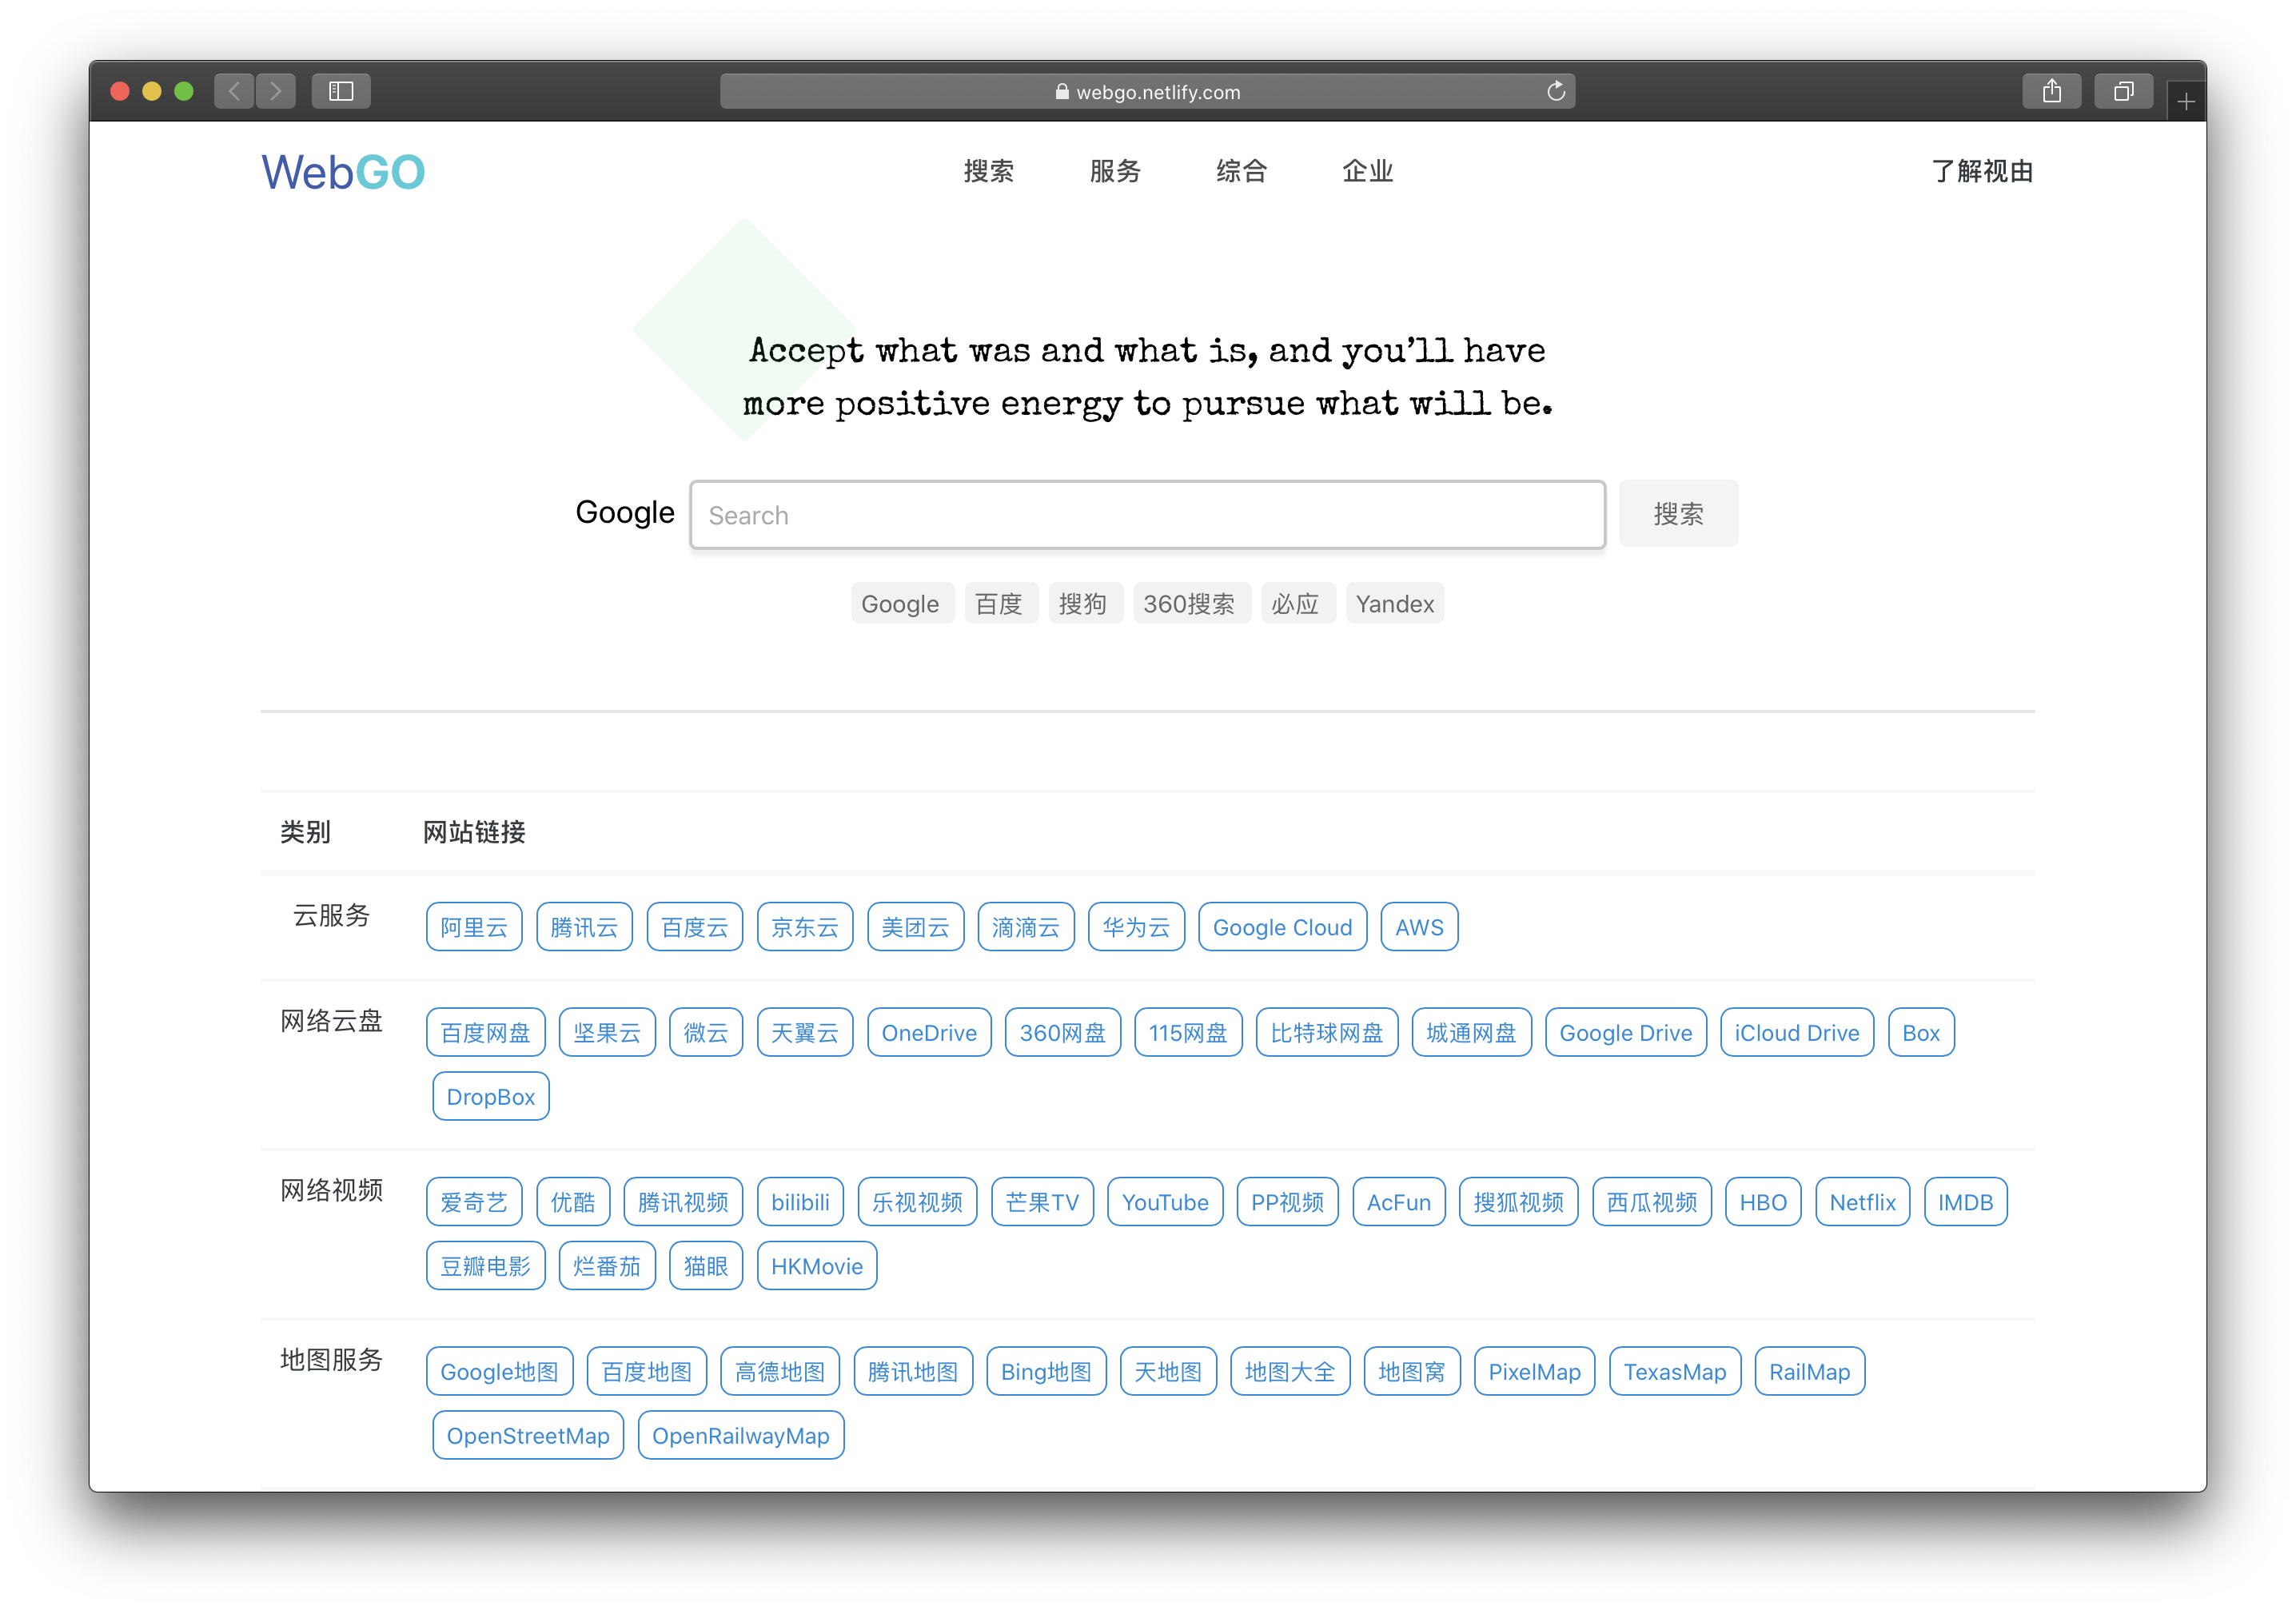 webgo.netlify.com
WebGO 搜索 服务 综合 企业 了解视由
Accept what was and what is, and you’ll have
more positive energy to pursue what will be.
Google Search 搜索
Google 百度 搜狗 360搜索 必应 Yandex
类别 网站链接
云服务 阿里云 腾讯云 百度云 京东云 美团云 滴滴云 华为云 Google Cloud AWS
网络云盘 百度网盘 坚果云 微云 天翼云 OneDrive 360网盘 115网盘 比特球网盘 城通网盘 Google Drive iCloud Drive Box
DropBox
网络视频 爱奇艺 优酷 腾讯视频 bilibili 乐视视频 芒果TV YouTube PP视频 AcFun 搜狐视频 西瓜视频 HBO Netflix IMDB
豆瓣电影 烂番茄 猫眼 HKMovie
地图服务 Google地图 百度地图 高德地图 腾讯地图 Bing地图 天地图 地图大全 地图窝 PixelMap TexasMap RailMap
OpenStreetMap OpenRailwayMap